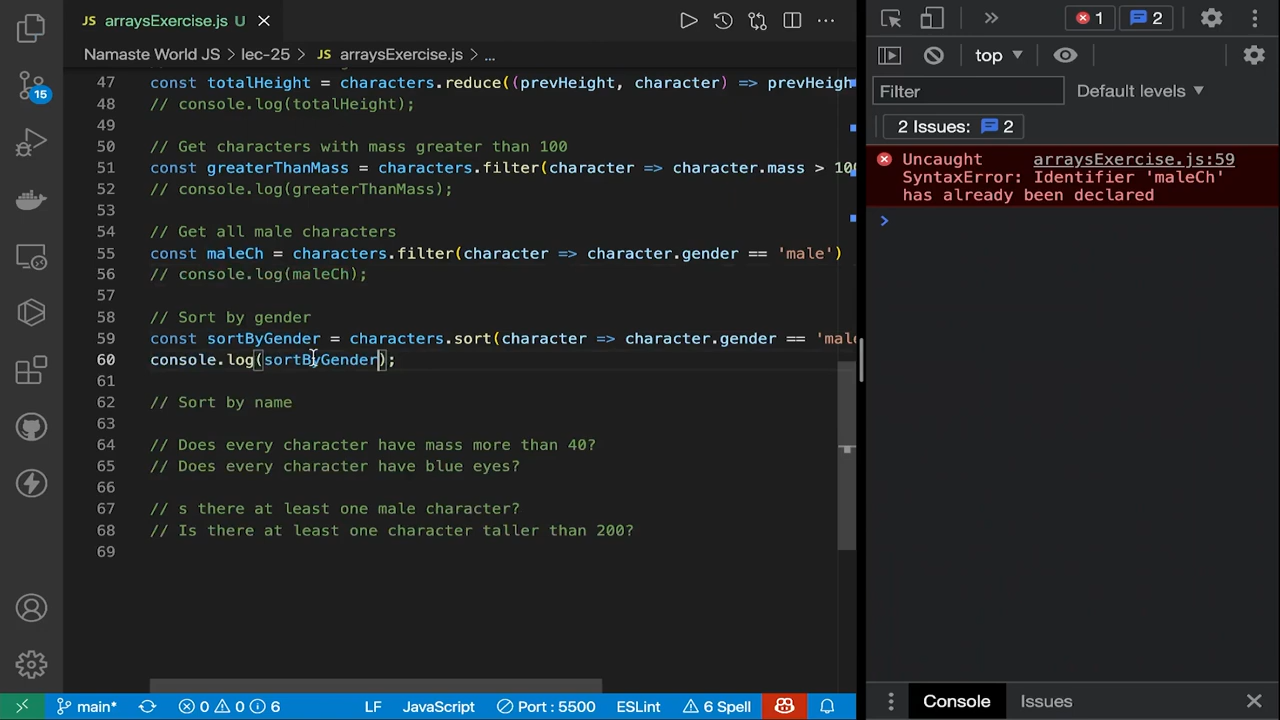 JS arraysExercise.js U
Namaste World JS > lec-25 > JS arraysExercise.js > ...
47 const totalHeight = characters.reduce((prevHeight, character) => prevHeigh
48 // console.log(totalHeight);
49
50 // Get characters with mass greater than 100
51 const greaterThanMass = characters.filter(character => character.mass > 100
52 // console.log(greaterThanMass);
53
54 // Get all male characters
55 const maleCh = characters.filter(character => character.gender == 'male')
56 // console.log(maleCh);
57
58 // Sort by gender
59 const sortByGender = characters.sort(character => character.gender == 'male
60 console.log(sortByGender);
61
62 // Sort by name
63
64 // Does every character have mass more than 40?
65 // Does every character have blue eyes?
66
67 // s there at least one male character?
68 // Is there at least one character taller than 200?
69
15
main* 0 0 6 LF JavaScript Port : 5500 ESLint 6 Spell
1 2
top
Filter Default levels
2 Issues: 2
Uncaught arraysExercise.js:59
SyntaxError: Identifier 'maleCh'
has already been declared
>
Console Issues